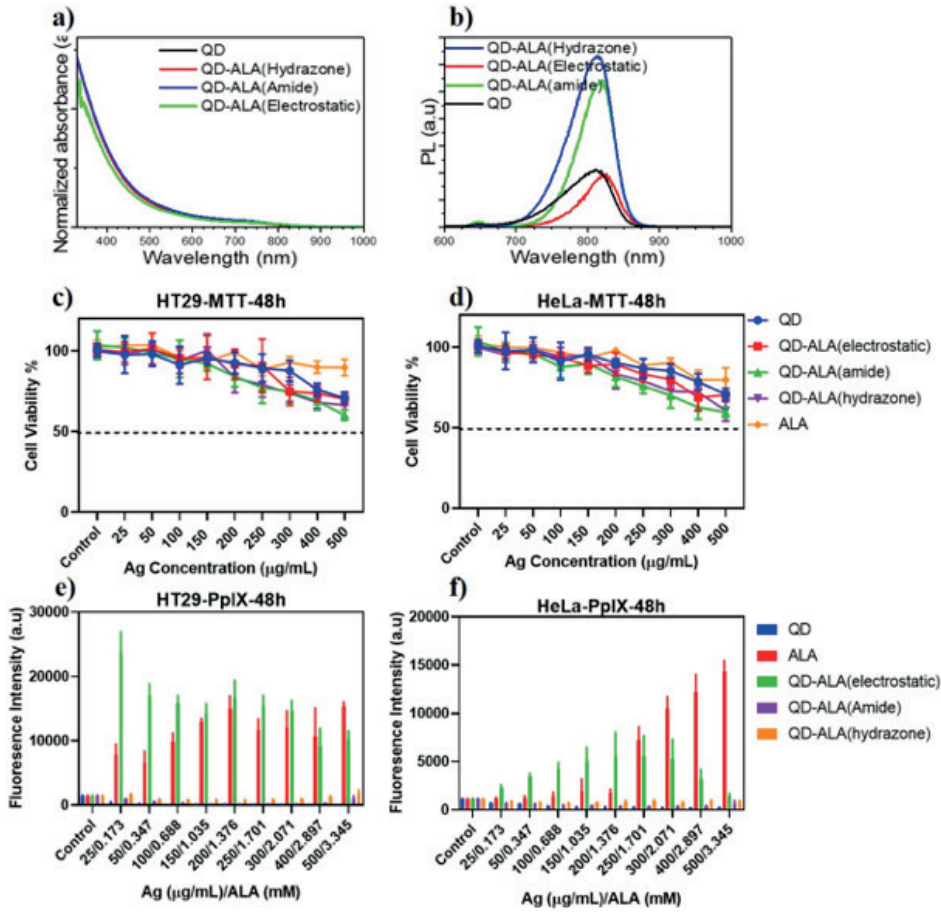 a)
QD
QD-ALA(Hydrazone)
QD-ALA(Amide)
QD-ALA(Electrostatic)
Normalized absorbance (a
400 500 600 700 800 900 1000
Wavelength (nm)
b)
QD-ALA(Hydrazone)
QD-ALA(Electrostatic)
QD-ALA(amide)
QD
PL (a.u)
600 700 800 900 1000
Wavelength (nm)
c)
HT29-MTT-48h
Cell Viability %
100
50
0
Control 25 50 100 150 200 250 300 400 500
Ag Concentration (µg/mL)
d)
HeLa-MTT-48h
Cell Viability %
100
50
0
Control 25 50 100 150 200 250 300 400 500
Ag Concentration (µg/mL)
QD
QD-ALA(electrostatic)
QD-ALA(amide)
QD-ALA(hydrazone)
ALA
e)
HT29-PpIX-48h
Fluoresence Intensity (a.u)
30000
20000
10000
0
Control 25/0.173 50/0.347 100/0.688 150/1.035 200/1.376 250/1.701 300/2.071 400/2.897 500/3.345
Ag (µg/mL)/ALA (mM)
f)
HeLa-PpIX-48h
Fluoresence Intensity (a.u)
20000
15000
10000
5000
0
Control 25/0.173 50/0.347 100/0.688 150/1.035 200/1.376 250/1.701 300/2.071 400/2.897 500/3.345
Ag (µg/mL)/ALA (mM)
QD
ALA
QD-ALA(electrostatic)
QD-ALA(Amide)
QD-ALA(hydrazone)